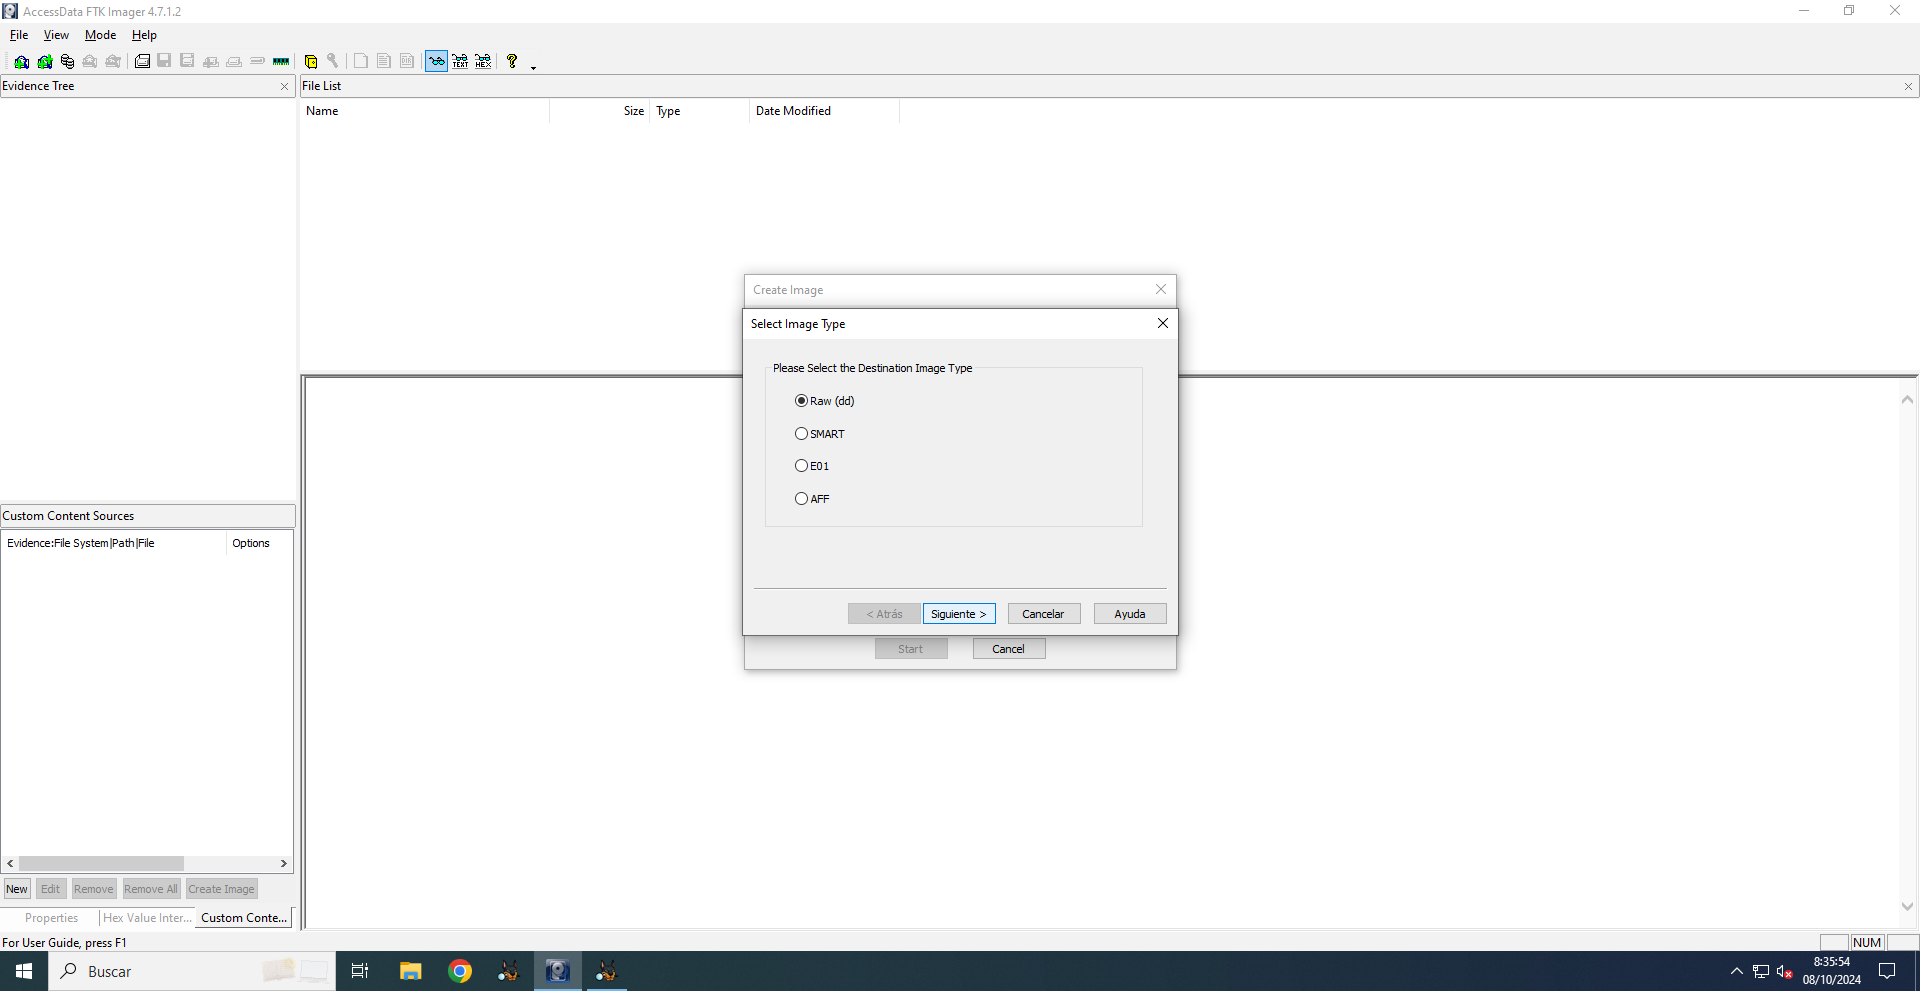 AccessData FTK Imager 4.7.1.2
File View Mode Help
TEXT HEX
Evidence Tree
File List
Name Size Type Date Modified
Create Image
Select Image Type
Please Select the Destination Image Type
Raw (dd)
SMART
E01
AFF
< Atrás Siguiente > Cancelar Ayuda
Start Cancel
Custom Content Sources
Evidence:File System|Path|File Options
New Edit Remove Remove All Create Image
Properties Hex Value Inter... Custom Conte...
For User Guide, press F1
NUM
Buscar
8:35:54
08/10/2024